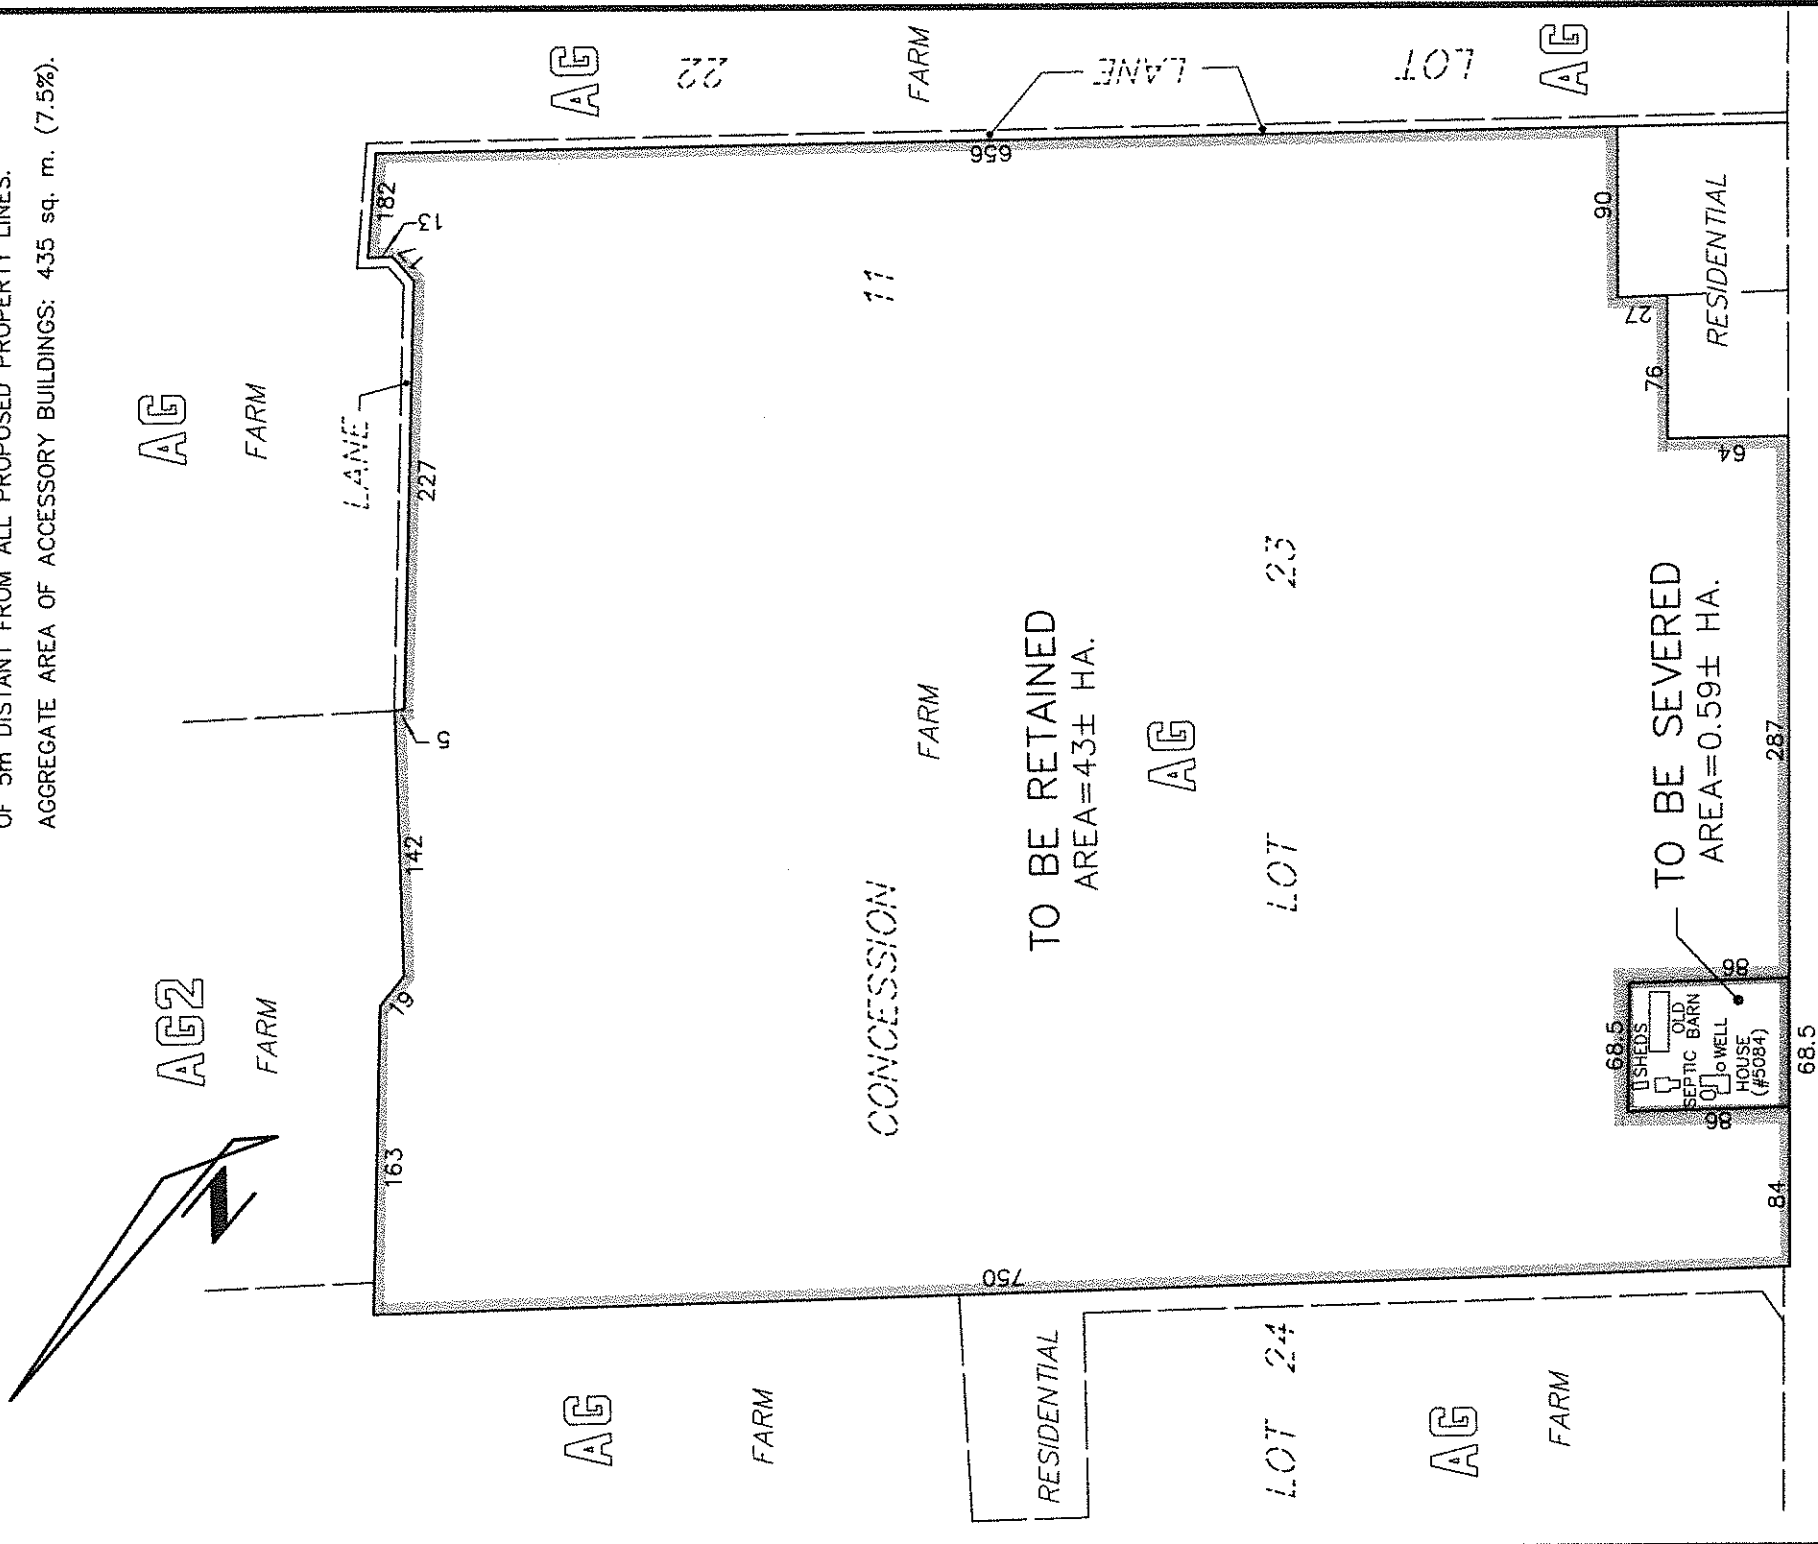 OF 5m DISTANT FROM ALL PROPOSED PROPERTY LINES.
AGGREGATE AREA OF ACCESSORY BUILDINGS: 435 sq. m. (7.5%).
AG2
FARM
AG
FARM
N
163
79
142
5
227
LANE
13
182
AG
22
FARM
LANE
LOT
AG
656
CONCESSION
11
FARM
TO BE RETAINED
AREA=43± HA.
AG
LOT
23
750
AG
FARM
RESIDENTIAL
LOT
24
AG
FARM
90
27
76
64
RESIDENTIAL
TO BE SEVERED
AREA=0.59± HA.
287
86
68.5
SHEDS
OLD
BARN
SEPTIC
WELL
HOUSE
(#5084)
86
84
68.5